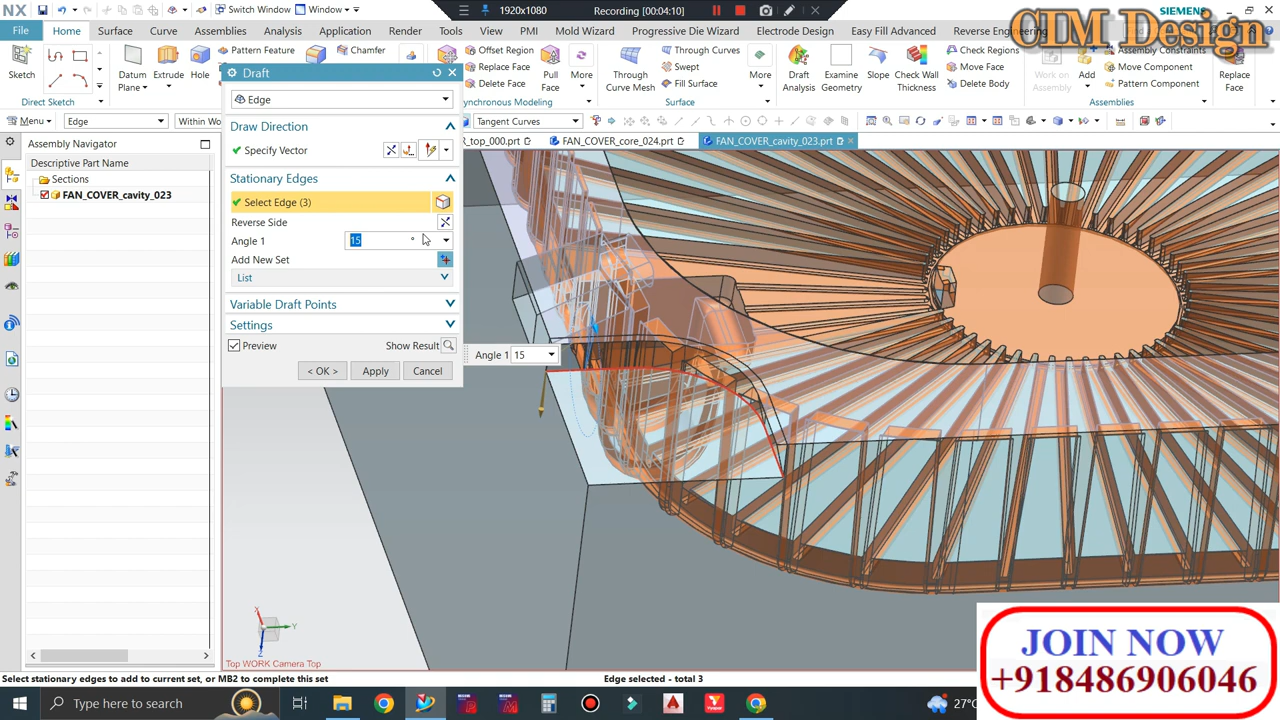 NX
Switch Window
Window
1920x1080
Recording [00:04:10]
SIEMENS
CIM Design
File
Home
Surface
Curve
Assemblies
Analysis
Application
Render
Tools
View
PMI
Mold Wizard
Progressive Die Wizard
Electrode Design
Easy Fill Advanced
Reverse Engineering
Sketch
Datum
Plane
Extrude
Hole
Pattern Feature
Chamfer
Offset Region
Replace Face
Delete Face
Pull
Face
More
Through
Curve Mesh
Through Curves
Swept
Fill Surface
More
Draft
Analysis
Examine
Geometry
Slope
Check Wall
Thickness
Check Regions
Move Face
Delete Body
Work on
Assembly
Add
Assembly Constraints
Move Component
Pattern Component
Replace
Face
Direct Sketch
Synchronous Modeling
Surface
Assemblies
Menu
Edge
Within Wo
Tangent Curves
Assembly Navigator
Descriptive Part Name
Sections
FAN_COVER_cavity_023
_top_000.prt
FAN_COVER_core_024.prt
FAN_COVER_cavity_023.prt
Draft
Edge
Draw Direction
Specify Vector
Stationary Edges
Select Edge (3)
Reverse Side
Angle 1
15
°
Add New Set
List
Variable Draft Points
Settings
Preview
Show Result
< OK >
Apply
Cancel
Angle 1
15
X
Y
Z
Top WORK Camera Top
Select stationary edges to add to current set, or MB2 to complete this set
Edge selected - total 3
JOIN NOW
+918486906046
Type here to search
27°C